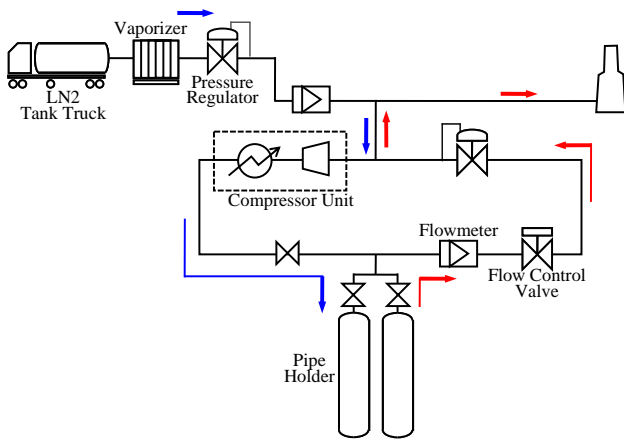 Vaporizer
LN2
Tank Truck
Pressure
Regulator
Compressor Unit
Flowmeter
Flow Control
Valve
Pipe
Holder